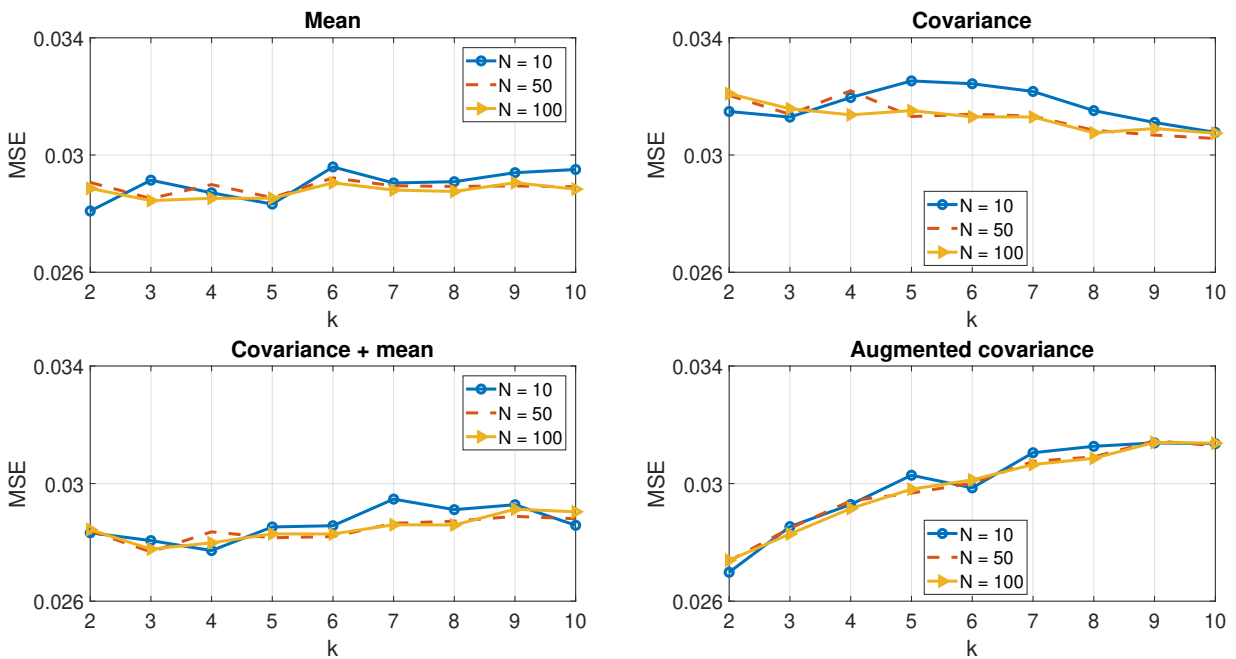 Mean
0.034
0.03
0.026
MSE
N = 10
N = 50
N = 100
2 3 4 5 6 7 8 9 10
k
Covariance
0.034
0.03
0.026
MSE
N = 10
N = 50
N = 100
2 3 4 5 6 7 8 9 10
k
Covariance + mean
0.034
0.03
0.026
MSE
N = 10
N = 50
N = 100
2 3 4 5 6 7 8 9 10
k
Augmented covariance
0.034
0.03
0.026
MSE
N = 10
N = 50
N = 100
2 3 4 5 6 7 8 9 10
k